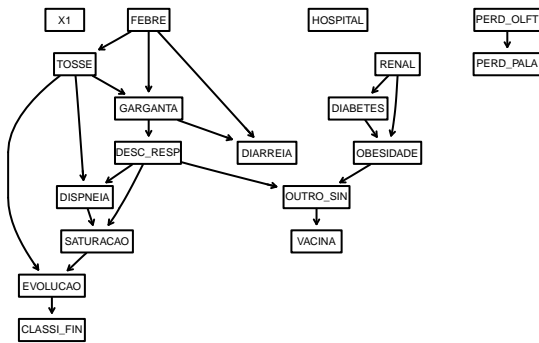 X1
FEBRE
HOSPITAL
PERD_OLFT
TOSSE
RENAL
PERD_PALA
GARGANTA
DIABETES
DESC_RESP
DIARREIA
OBESIDADE
DISPNEIA
OUTRO_SIN
SATURACAO
VACINA
EVOLUCAO
CLASSI_FIN